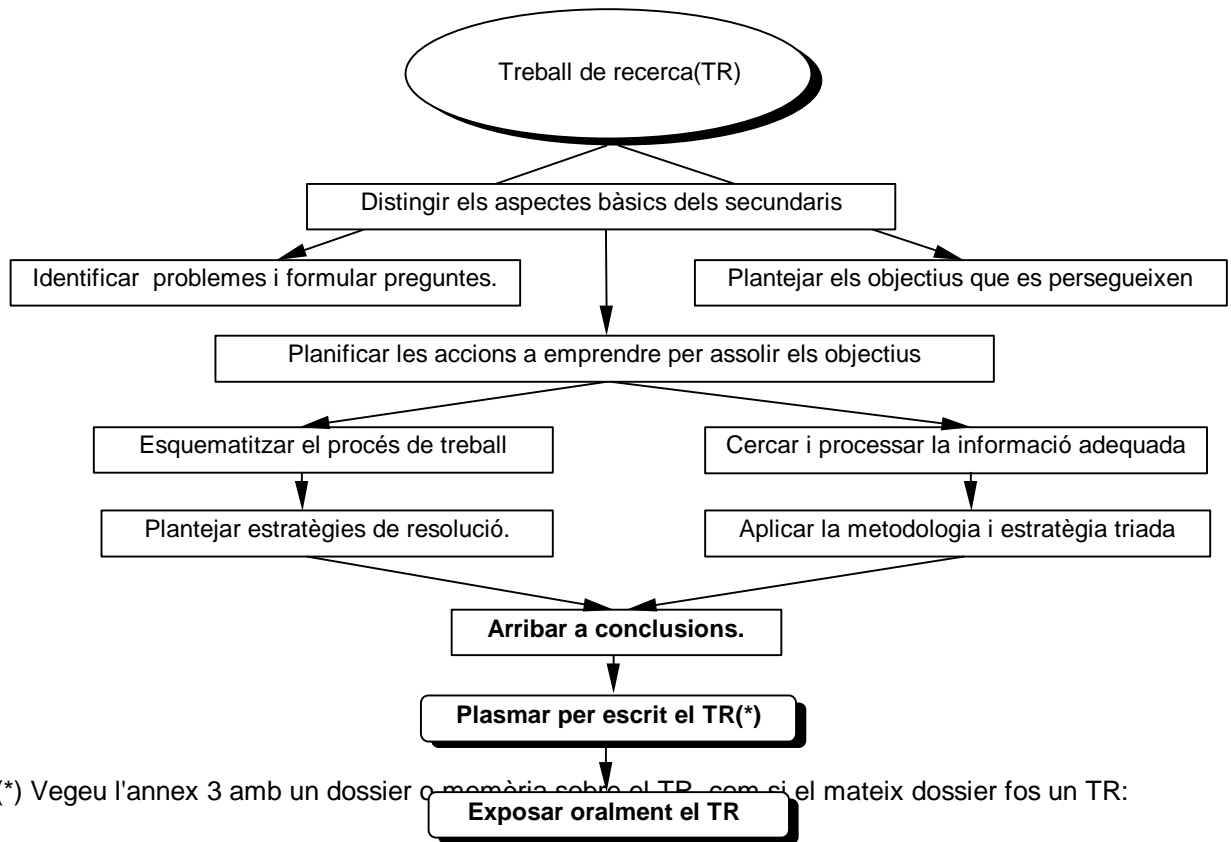 Treball de recerca(TR)
Distingir els aspectes bàsics dels secundaris
Identificar  problemes i formular preguntes.
Plantejar els objectius que es persegueixen
Planificar les accions a emprendre per assolir els objectius
Esquematitzar el procés de treball
Cercar i processar la informació adequada
Plantejar estratègies de resolució.
Aplicar la metodologia i estratègia triada
Arribar a conclusions.
Plasmar per escrit el TR(*)
(*) Vegeu l'annex 3 amb un dossier o memòria sobre el TR, com si el mateix dossier fos un TR:
Exposar oralment el TR